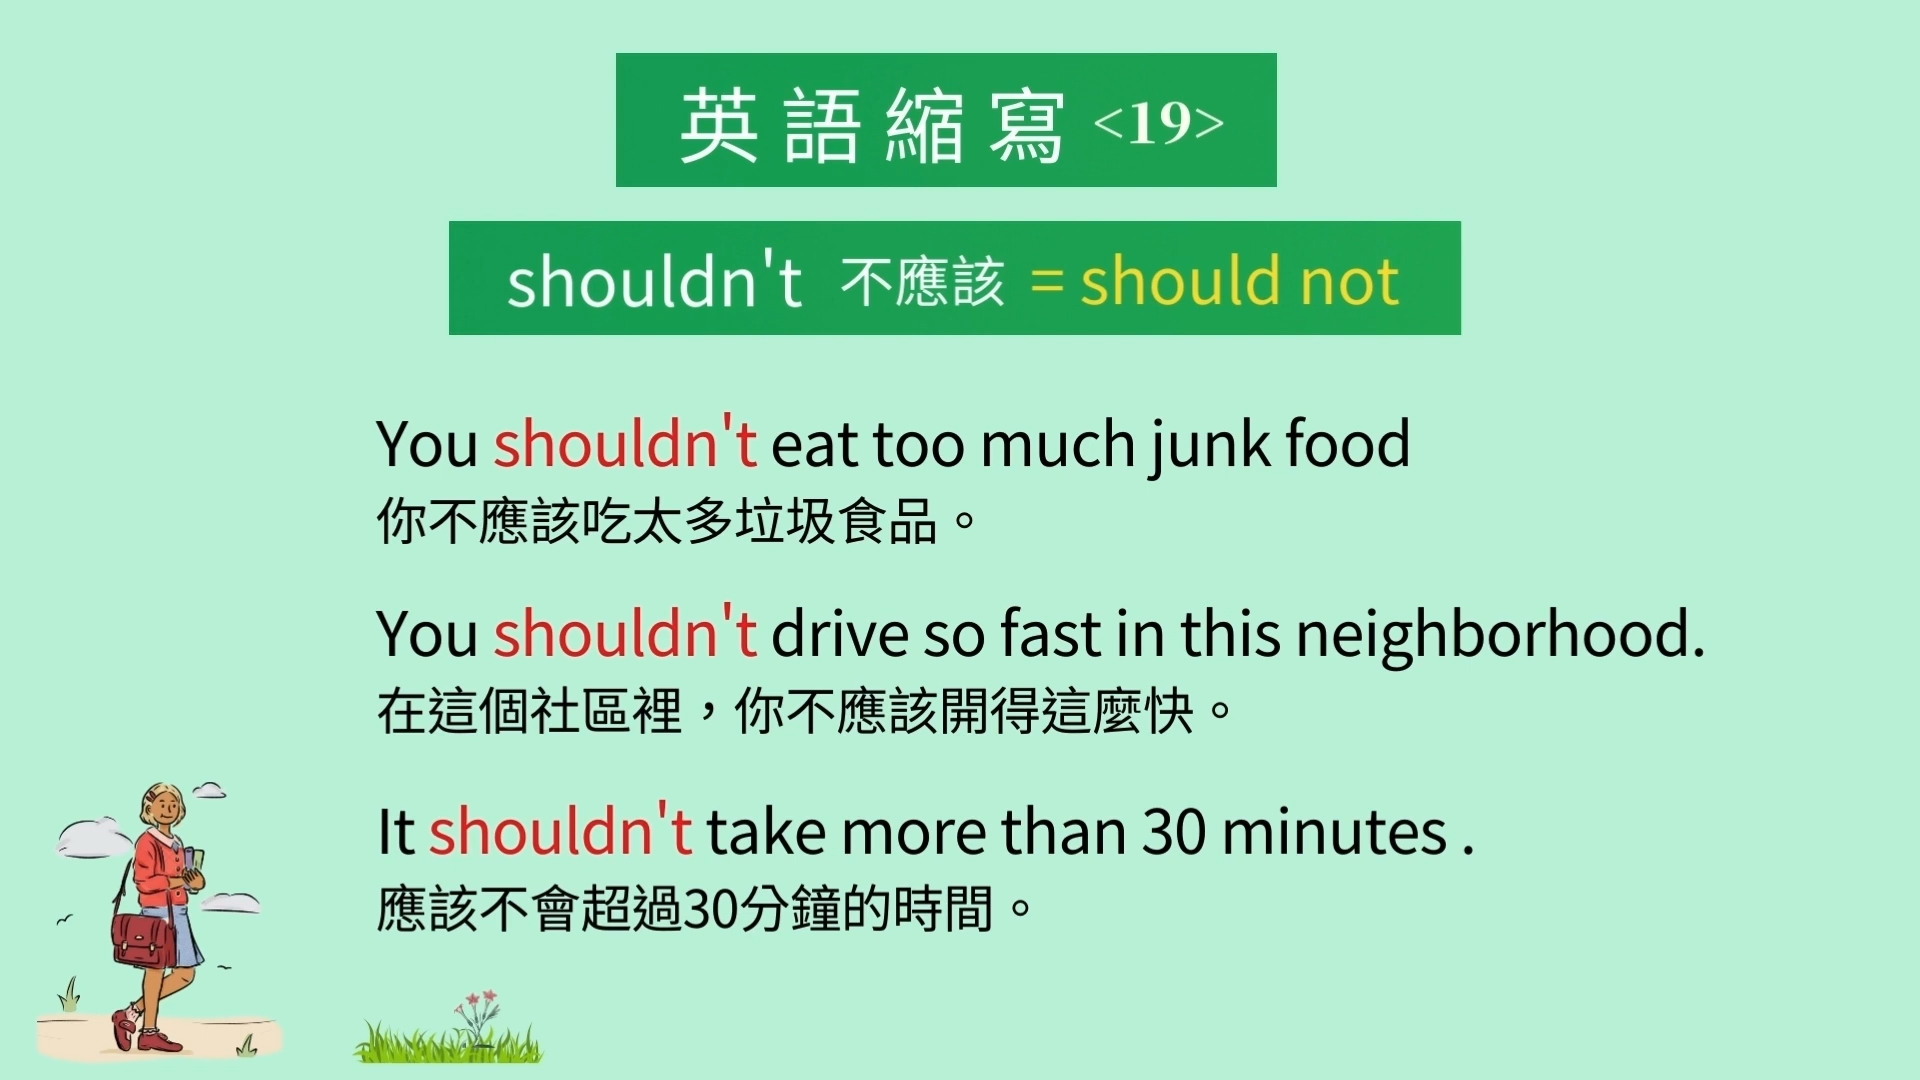 英語縮寫 <19>
shouldn't 不應該 = should not
You shouldn't eat too much junk food
你不應該吃太多垃圾食品。
You shouldn't drive so fast in this neighborhood.
在這個社區裡，你不應該開得這麼快。
It shouldn't take more than 30 minutes .
應該不會超過30分鐘的時間。